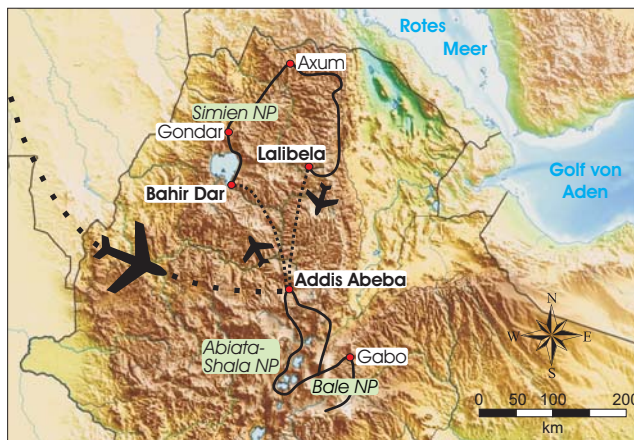 Rotes
Meer
Axum
Simien NP
Gondar
Lalibela
Golf von
Aden
Bahir Dar
Addis Abeba
N
W E
S
Abiata-
Shala NP
Gabo
Bale NP
0 50 100 200
km